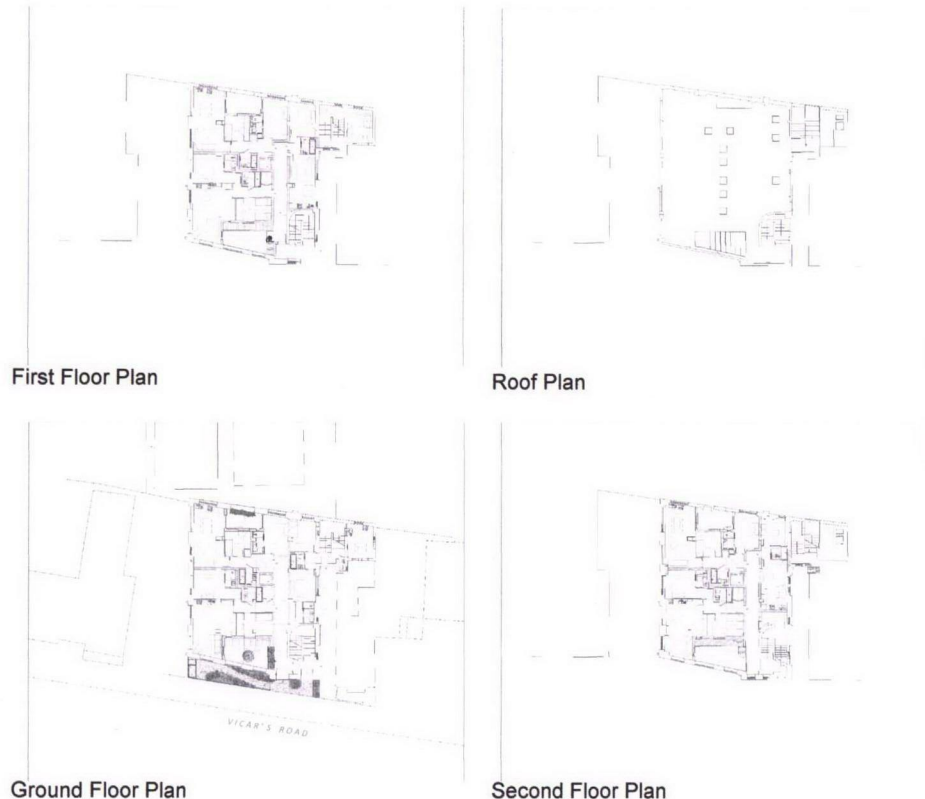 First Floor Plan
Roof Plan
VICAR'S ROAD
Ground Floor Plan
Second Floor Plan